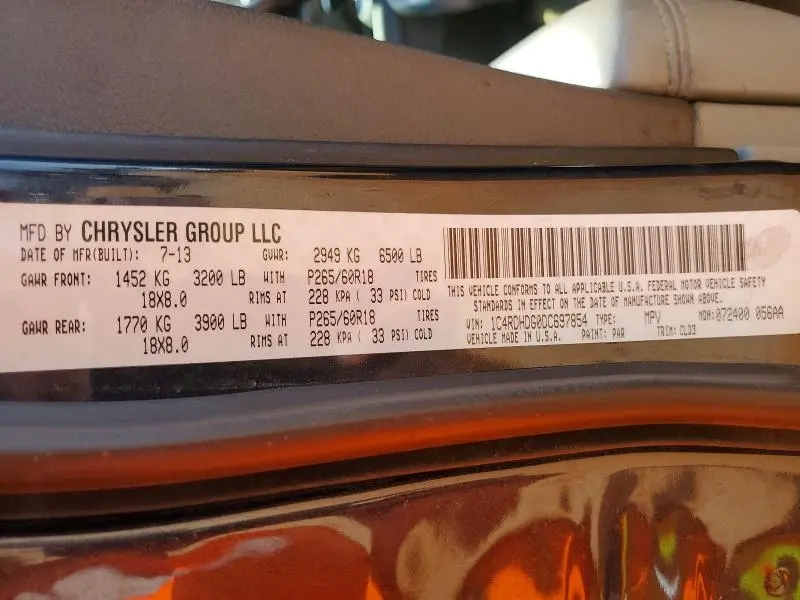 MFD BY CHRYSLER GROUP LLC
DATE OF MFR(BUILT): 7-13 GVWR: 2949 KG 6500 LB
GAWR FRONT: 1452 KG 3200 LB WITH P265/60R18 TIRES
18X8.0 RIMS AT 228 KPA ( 33 PSI) COLD
GAWR REAR: 1770 KG 3900 LB WITH P265/60R18 TIRES
18X8.0 RIMS AT 228 KPA ( 33 PSI) COLD
THIS VEHICLE CONFORMS TO ALL APPLICABLE U.S.A. FEDERAL MOTOR VEHICLE SAFETY
STANDARDS IN EFFECT ON THE DATE OF MANUFACTURE SHOWN ABOVE.
VIN: 1C4RDHDG0DC697854 TYPE: MPV MDH: 072400 056AA
VEHICLE MADE IN U.S.A. PAINT: PAR TRIM: CLD3